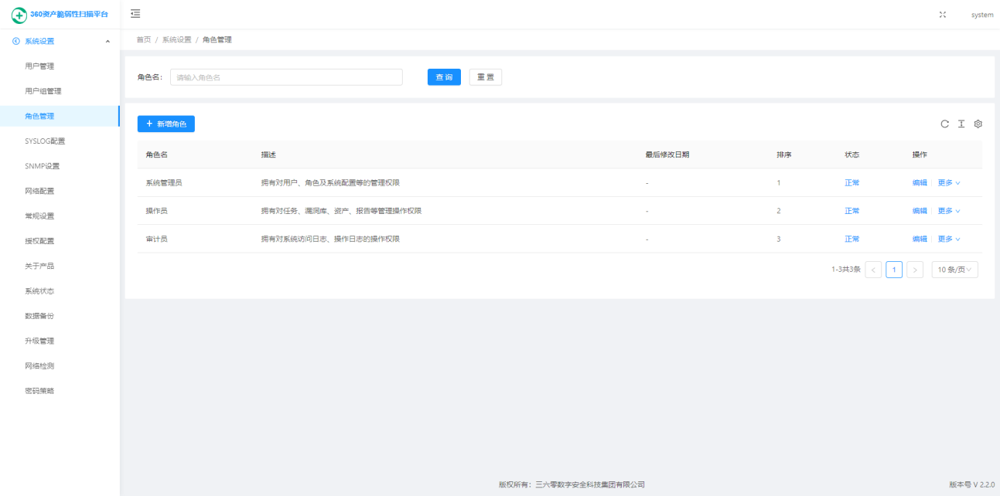 360资产脆弱性扫描平台
system
系统设置
首页 / 系统设置 / 角色管理
用户管理
用户组管理
角色管理
SYSLOG配置
SNMP设置
网络配置
常规设置
授权配置
关于产品
系统状态
数据备份
升级管理
网络检测
密码策略
角色名: 请输入角色名 查 询 重 置
+ 新增角色
角色名 描述 最后修改日期 排序 状态 操作
系统管理员 拥有对用户、角色及系统配置等的管理权限 - 1 正常 编辑 更多
操作员 拥有对任务、漏洞库、资产、报告等管理操作权限 - 2 正常 编辑 更多
审计员 拥有对系统访问日志、操作日志的操作权限 - 3 正常 编辑 更多
1-3共3条 < 1 > 10 条/页
版权所有：三六零数字安全科技集团有限公司
版本号 V 2.2.0